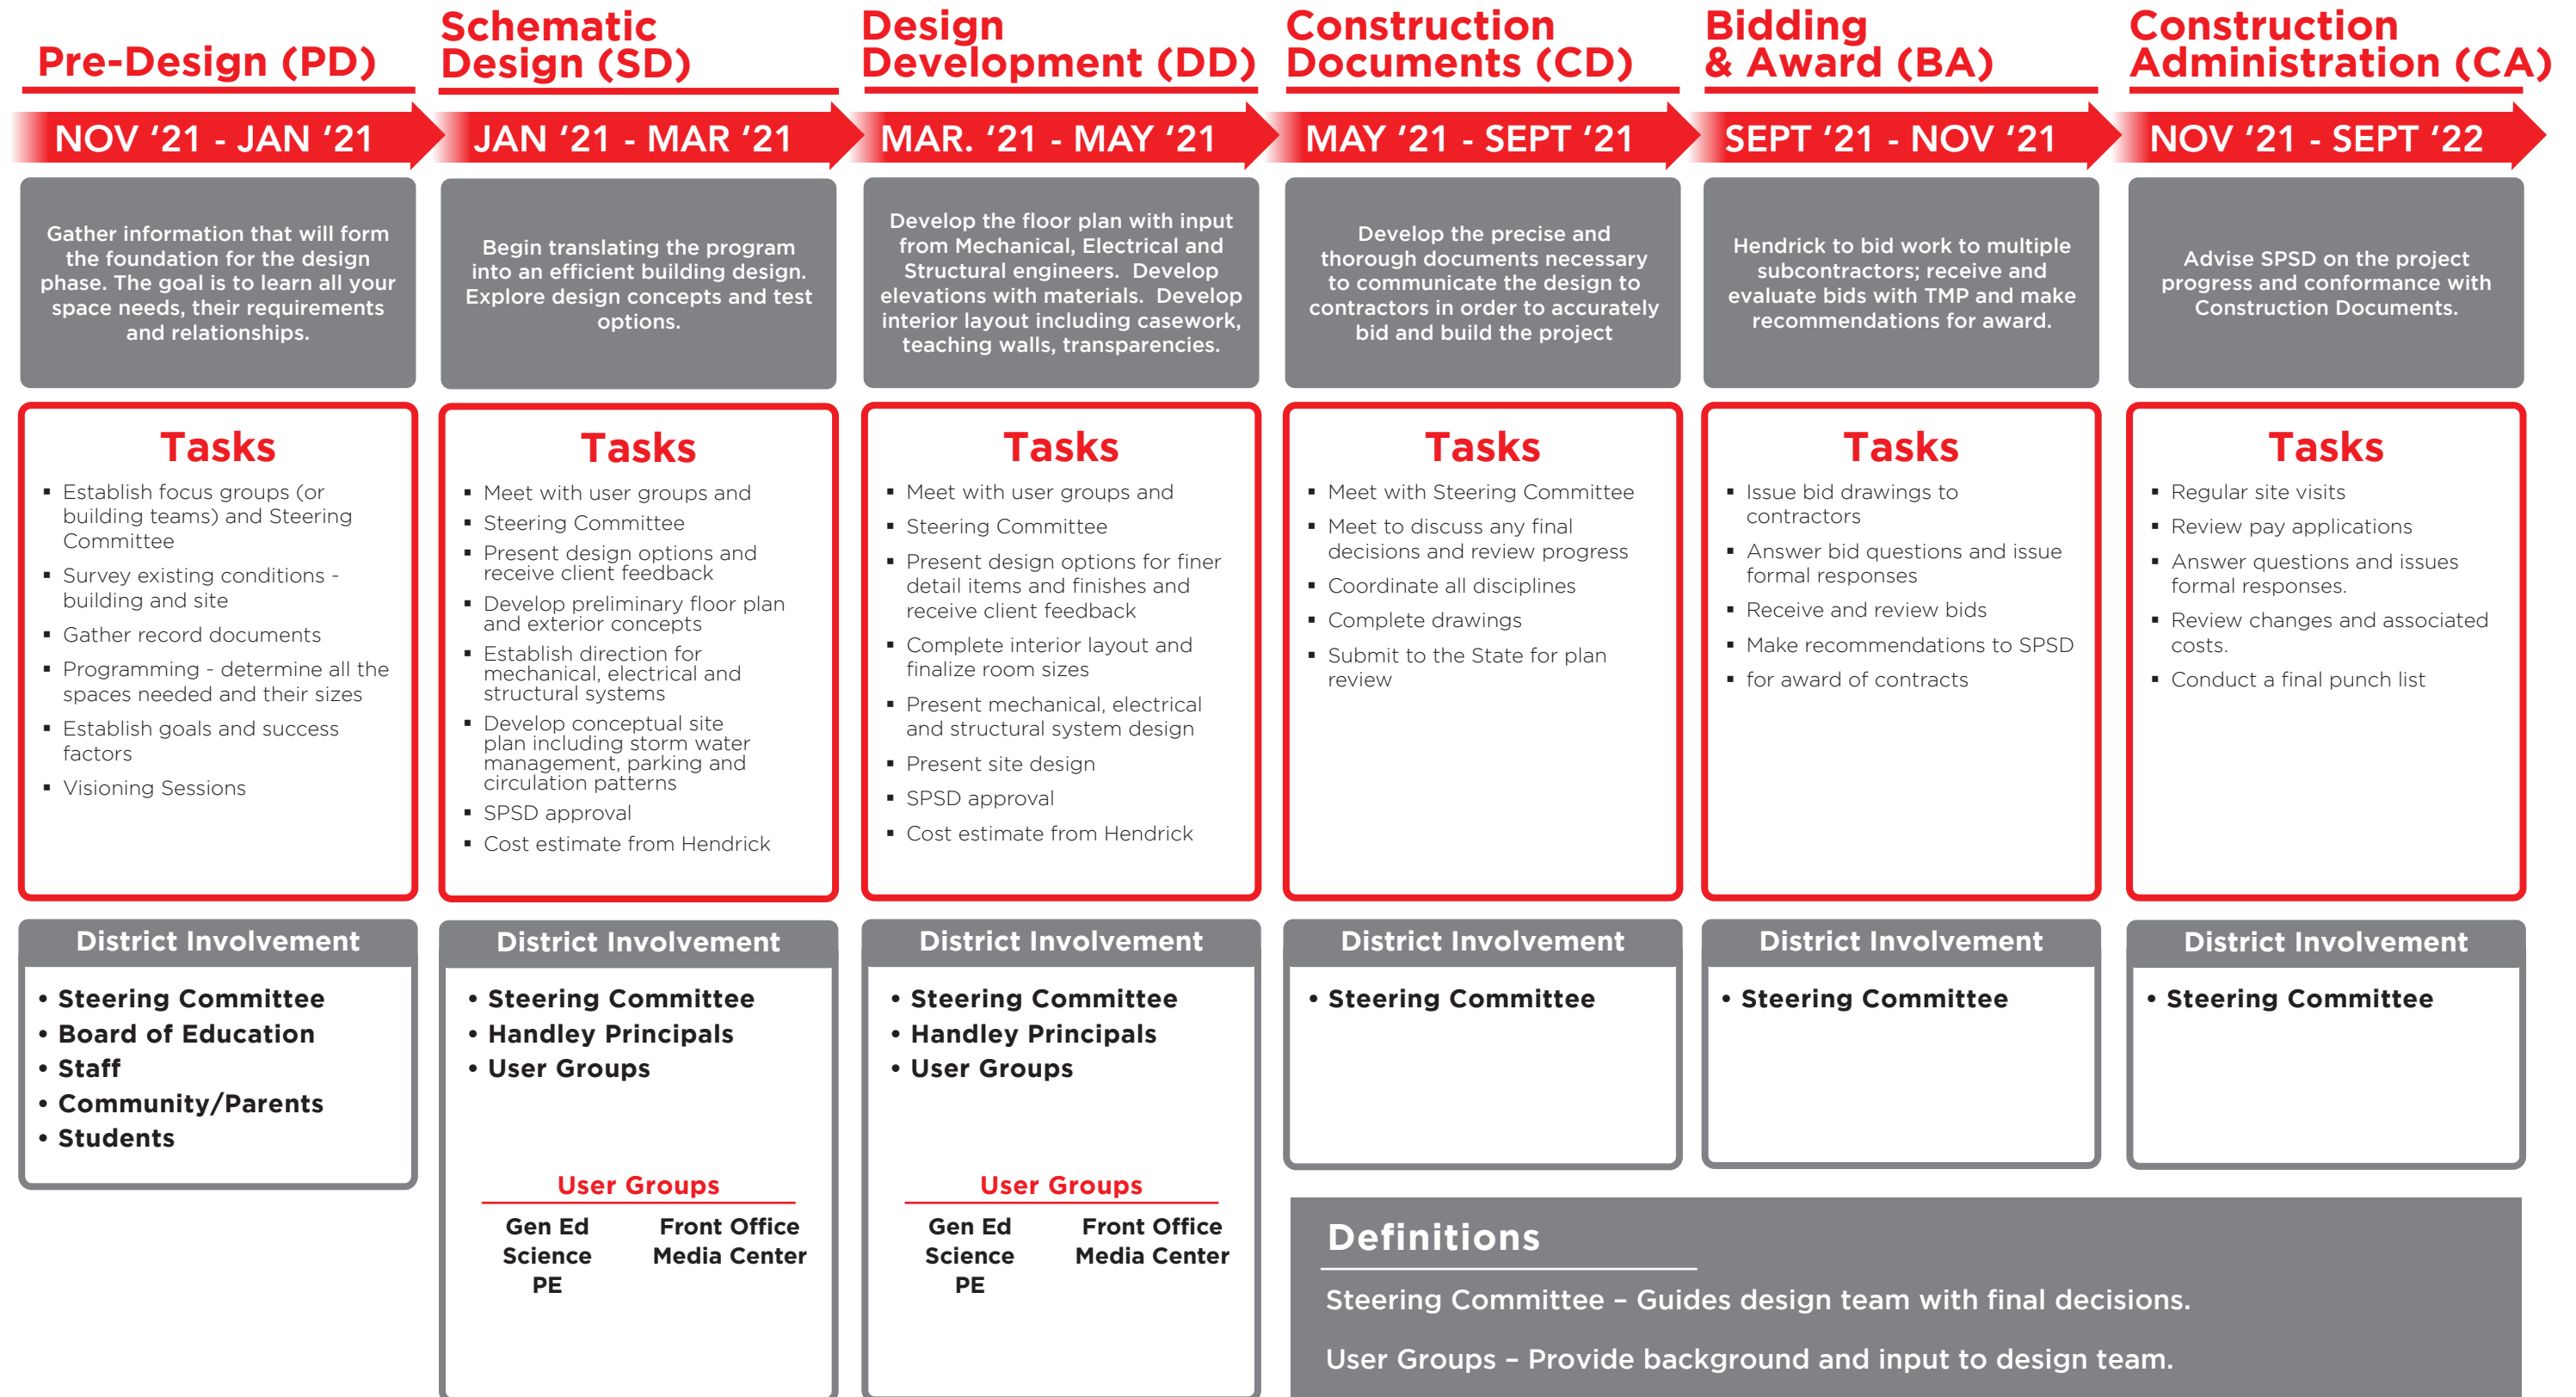 Pre-Design (PD)
NOV ‘21 - JAN ‘21
Gather information that will form
the foundation for the design
phase. The goal is to learn all your
space needs, their requirements
and relationships.
Tasks
▪ Establish focus groups (or
building teams) and Steering
Committee
▪ Survey existing conditions -
building and site
▪ Gather record documents
▪ Programming - determine all the
spaces needed and their sizes
▪ Establish goals and success
factors
▪ Visioning Sessions
District Involvement
• Steering Committee
• Board of Education
• Staff
• Community/Parents
• Students
Schematic
Design (SD)
JAN ‘21 - MAR ‘21
Begin translating the program
into an efficient building design.
Explore design concepts and test
options.
Tasks
▪ Meet with user groups and
▪ Steering Committee
▪ Present design options and
receive client feedback
▪ Develop preliminary floor plan
and exterior concepts
▪ Establish direction for
mechanical, electrical and
structural systems
▪ Develop conceptual site
plan including storm water
management, parking and
circulation patterns
▪ SPSD approval
▪ Cost estimate from Hendrick
District Involvement
• Steering Committee
• Handley Principals
• User Groups
User Groups
Gen Ed Front Office
Science Media Center
PE
Design
Development (DD)
MAR. ‘21 - MAY ‘21
Develop the floor plan with input
from Mechanical, Electrical and
Structural engineers. Develop
elevations with materials. Develop
interior layout including casework,
teaching walls, transparencies.
Tasks
▪ Meet with user groups and
▪ Steering Committee
▪ Present design options for finer
detail items and finishes and
receive client feedback
▪ Complete interior layout and
finalize room sizes
▪ Present mechanical, electrical
and structural system design
▪ Present site design
▪ SPSD approval
▪ Cost estimate from Hendrick
District Involvement
• Steering Committee
• Handley Principals
• User Groups
User Groups
Gen Ed Front Office
Science Media Center
PE
Construction
Documents (CD)
MAY ‘21 - SEPT ‘21
Develop the precise and
thorough documents necessary
to communicate the design to
contractors in order to accurately
bid and build the project
Tasks
▪ Meet with Steering Committee
▪ Meet to discuss any final
decisions and review progress
▪ Coordinate all disciplines
▪ Complete drawings
▪ Submit to the State for plan
review
District Involvement
• Steering Committee
Bidding
& Award (BA)
SEPT ‘21 - NOV ‘21
Hendrick to bid work to multiple
subcontractors; receive and
evaluate bids with TMP and make
recommendations for award.
Tasks
▪ Issue bid drawings to
contractors
▪ Answer bid questions and issue
formal responses
▪ Receive and review bids
▪ Make recommendations to SPSD
▪ for award of contracts
District Involvement
• Steering Committee
Construction
Administration (CA)
NOV ‘21 - SEPT ‘22
Advise SPSD on the project
progress and conformance with
Construction Documents.
Tasks
▪ Regular site visits
▪ Review pay applications
▪ Answer questions and issues
formal responses.
▪ Review changes and associated
costs.
▪ Conduct a final punch list
District Involvement
• Steering Committee
Definitions
Steering Committee – Guides design team with final decisions.
User Groups – Provide background and input to design team.